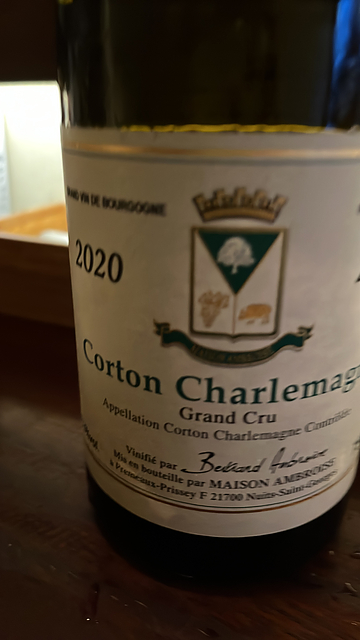 GRAND VIN DE BOURGOGNE
2020
Corton Charlemag
Grand Cru
Appellation Corton Charlemagne Contrôlée
Vinifié par Bertrand Ambroise
Mis en bouteille par MAISON AMBROISE
à Premeaux-Prissey F 21700 Nuits-Saint-Georges